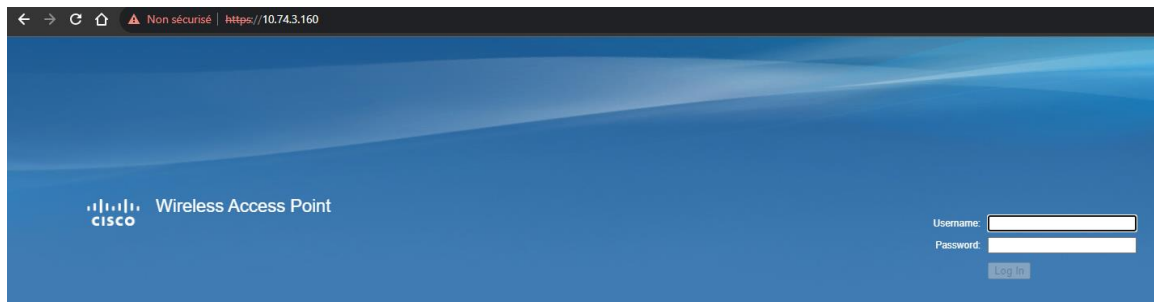 Non sécurisé | https://10.74.3.160
CISCO
Wireless Access Point
Username:
Password:
Log In